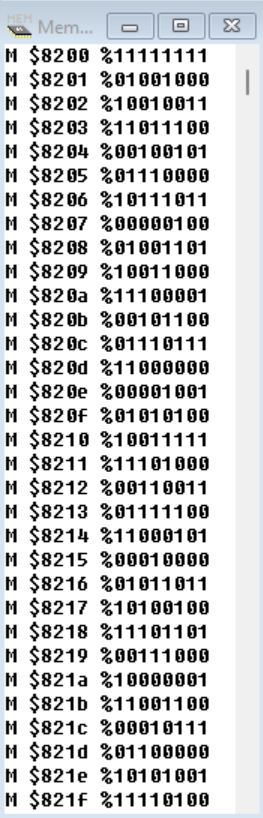 MEM
Mem...
M $8200 %11111111
M $8201 %01001000
M $8202 %10010011
M $8203 %11011100
M $8204 %00100101
M $8205 %01110000
M $8206 %10111011
M $8207 %00000100
M $8208 %01001101
M $8209 %10011000
M $820a %11100001
M $820b %00101100
M $820c %01110111
M $820d %11000000
M $820e %00001001
M $820f %01010100
M $8210 %10011111
M $8211 %11101000
M $8212 %00110011
M $8213 %01111100
M $8214 %11000101
M $8215 %00010000
M $8216 %01011011
M $8217 %10100100
M $8218 %11101101
M $8219 %00111000
M $821a %10000001
M $821b %11001100
M $821c %00010111
M $821d %01100000
M $821e %10101001
M $821f %11110100